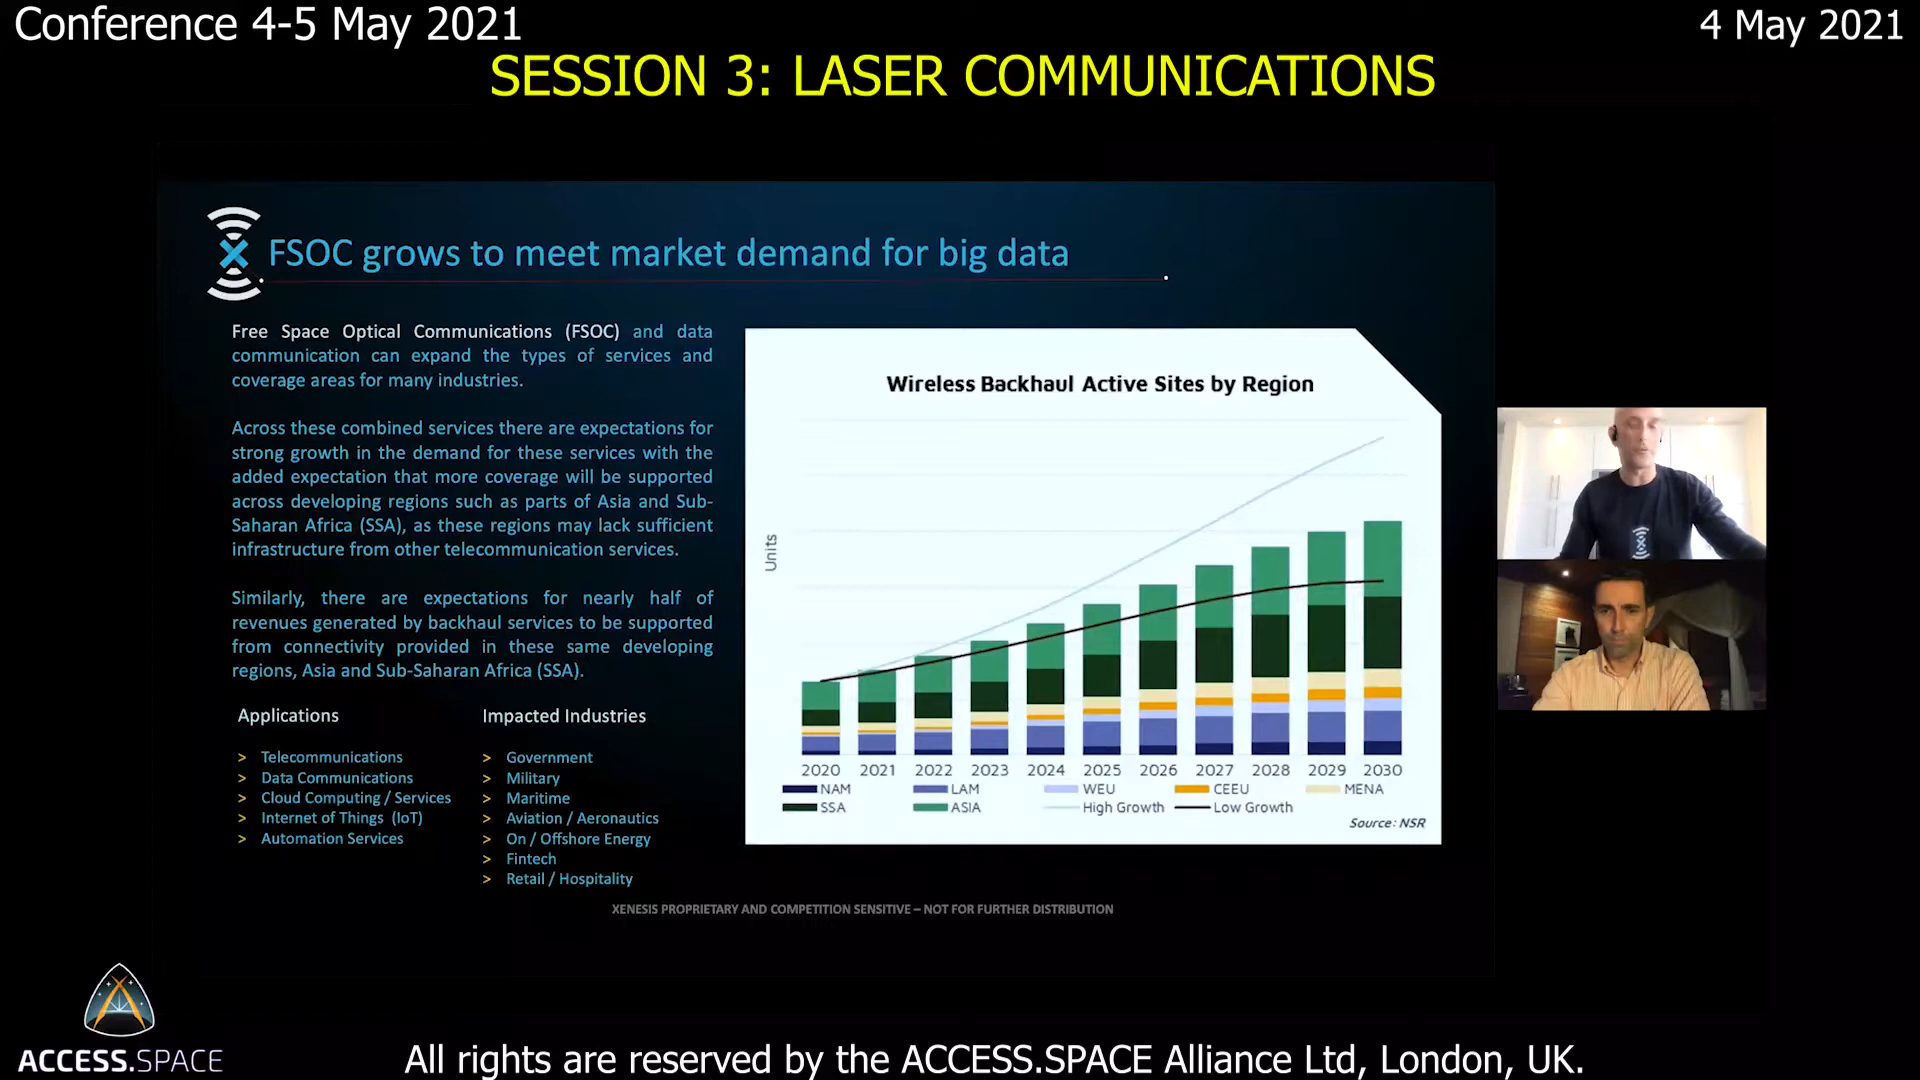 Conference 4-5 May 2021
4 May 2021
SESSION 3: LASER COMMUNICATIONS
FSOC grows to meet market demand for big data
Free Space Optical Communications (FSOC) and data
communication can expand the types of services and
coverage areas for many industries.
Across these combined services there are expectations for
strong growth in the demand for these services with the
added expectation that more coverage will be supported
across developing regions such as parts of Asia and Sub-
Saharan Africa (SSA), as these regions may lack sufficient
infrastructure from other telecommunication services.
Similarly, there are expectations for nearly half of
revenues generated by backhaul services to be supported
from connectivity provided in these same developing
regions, Asia and Sub-Saharan Africa (SSA).
Applications
> Telecommunications
> Data Communications
> Cloud Computing / Services
> Internet of Things (IoT)
> Automation Services
Impacted Industries
> Government
> Military
> Maritime
> Aviation / Aeronautics
> On / Offshore Energy
> Fintech
> Retail / Hospitality
Wireless Backhaul Active Sites by Region
Units
2020 2021 2022 2023 2024 2025 2026 2027 2028 2029 2030
NAM LAM WEU CEEU MENA
SSA ASIA High Growth Low Growth
Source: NSR
XENESIS PROPRIETARY AND COMPETITION SENSITIVE – NOT FOR FURTHER DISTRIBUTION
ACCESS.SPACE
All rights are reserved by the ACCESS.SPACE Alliance Ltd, London, UK.